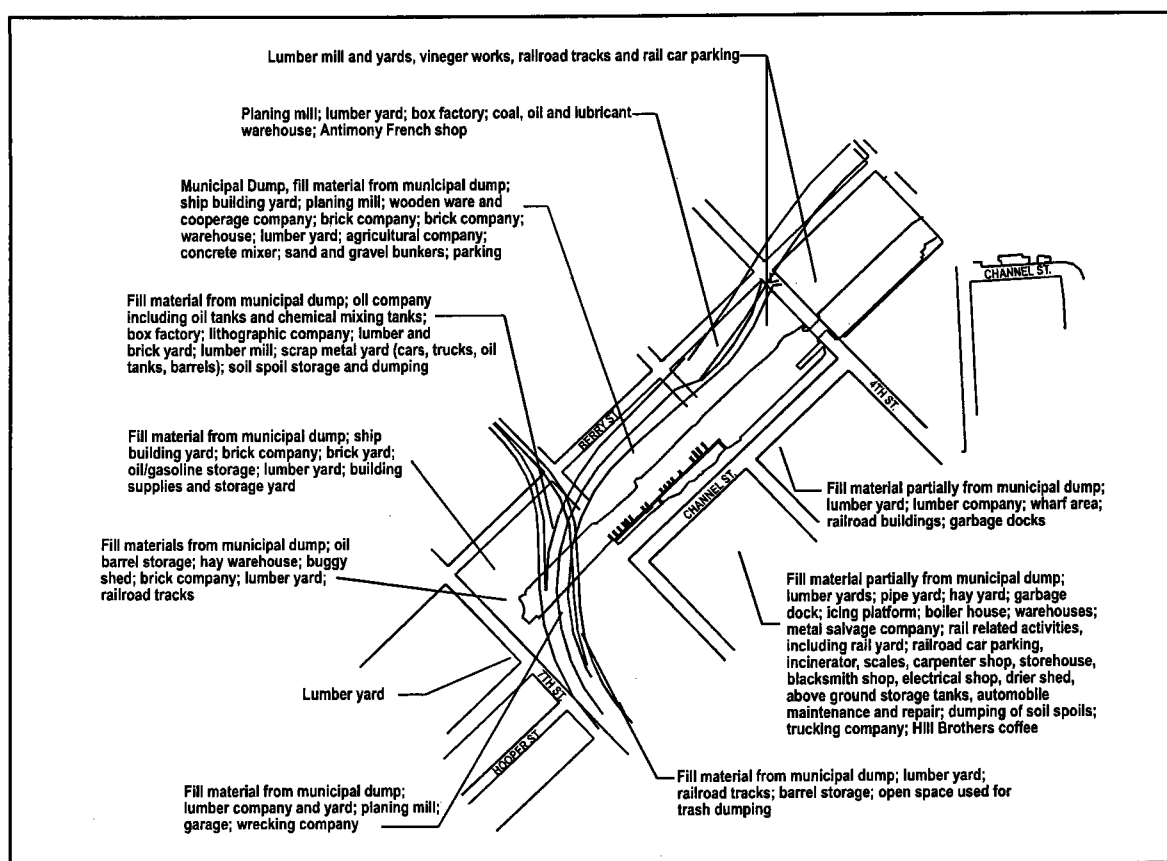 Lumber mill and yards, vineger works, railroad tracks and rail car parking
Planing mill; lumber yard; box factory; coal, oil and lubricant
warehouse; Antimony French shop
Municipal Dump, fill material from municipal dump;
ship building yard; planing mill; wooden ware and
cooperage company; brick company; brick company;
warehouse; lumber yard; agricultural company;
concrete mixer; sand and gravel bunkers; parking
CHANNEL ST.
Fill material from municipal dump; oil company
including oil tanks and chemical mixing tanks;
box factory; lithographic company; lumber and
brick yard; lumber mill; scrap metal yard (cars, trucks, oil
tanks, barrels); soil spoil storage and dumping
4TH ST.
BERRY ST.
Fill material from municipal dump; ship
building yard; brick company; brick yard;
oil/gasoline storage; lumber yard; building
supplies and storage yard
CHANNEL ST.
Fill material partially from municipal dump;
lumber yard; lumber company; wharf area;
railroad buildings; garbage docks
Fill materials from municipal dump; oil
barrel storage; hay warehouse; buggy
shed; brick company; lumber yard;
railroad tracks
Fill material partially from municipal dump;
lumber yards; pipe yard; hay yard; garbage
dock; icing platform; boiler house; warehouses;
metal salvage company; rail related activities,
including rail yard; railroad car parking,
incinerator, scales, carpenter shop, storehouse,
blacksmith shop, electrical shop, drier shed,
above ground storage tanks, automobile
maintenance and repair; dumping of soil spoils;
trucking company; Hill Brothers coffee
Lumber yard
7TH ST.
HOOPER ST.
Fill material from municipal dump;
lumber company and yard; planing mill;
garage; wrecking company
Fill material from municipal dump; lumber yard;
railroad tracks; barrel storage; open space used for
trash dumping